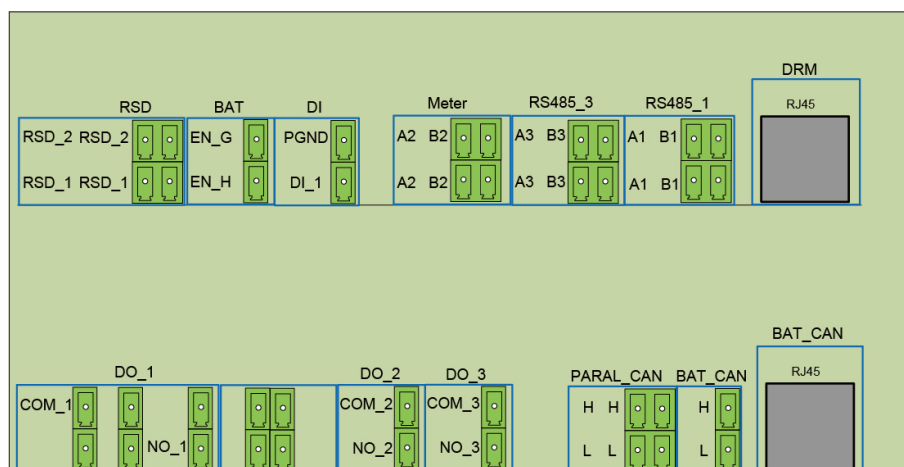 DRM
RSD BAT DI Meter RS485_3 RS485_1 RJ45
RSD_2 RSD_2 EN_G PGND A2 B2 A3 B3 A1 B1
RSD_1 RSD_1 EN_H DI_1 A2 B2 A3 B3 A1 B1
BAT_CAN
DO_1 DO_2 DO_3 PARAL_CAN BAT_CAN RJ45
COM_1 COM_2 COM_3 H H H
NO_1 NO_2 NO_3 L L L